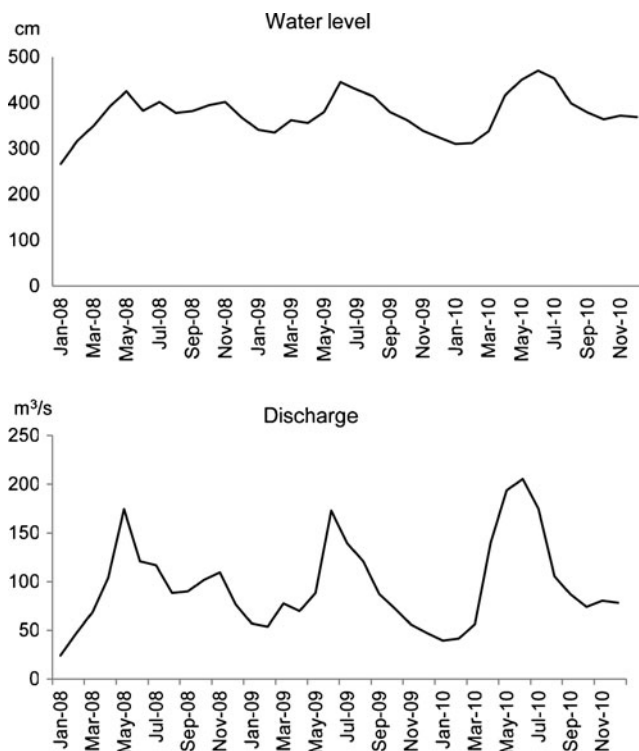 Water level
cm
500
400
300
200
100
0
Jan-08
Mar-08
May-08
Jul-08
Sep-08
Nov-08
Jan-09
Mar-09
May-09
Jul-09
Sep-09
Nov-09
Jan-10
Mar-10
May-10
Jul-10
Sep-10
Nov-10
m³/s
Discharge
250
200
150
100
50
0
Jan-08
Mar-08
May-08
Jul-08
Sep-08
Nov-08
Jan-09
Mar-09
May-09
Jul-09
Sep-09
Nov-09
Jan-10
Mar-10
May-10
Jul-10
Sep-10
Nov-10